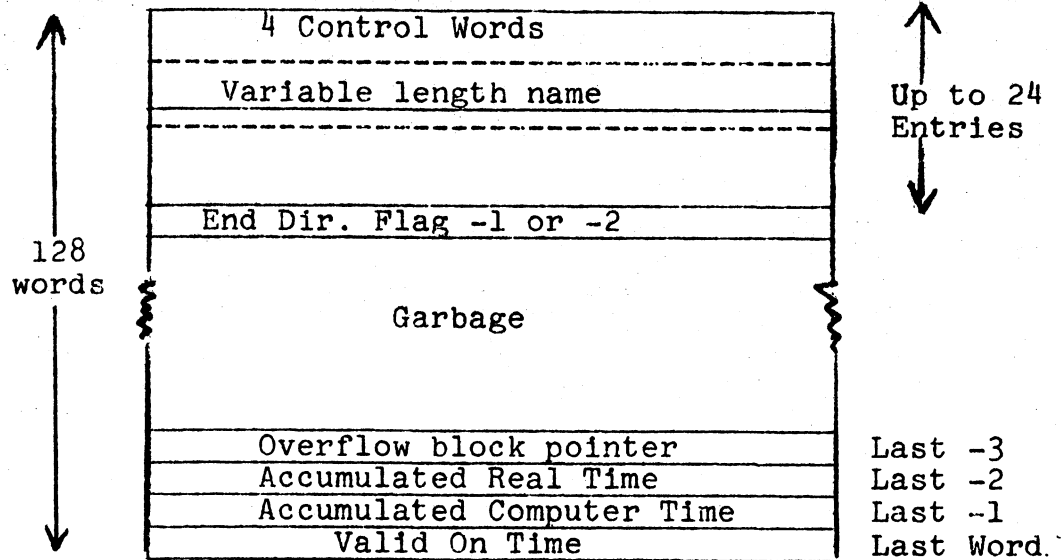 4 Control Words
Variable length name
Up to 24
Entries
End Dir. Flag -1 or -2
128
words
Garbage
Overflow block pointer Last -3
Accumulated Real Time Last -2
Accumulated Computer Time Last -1
Valid On Time Last Word